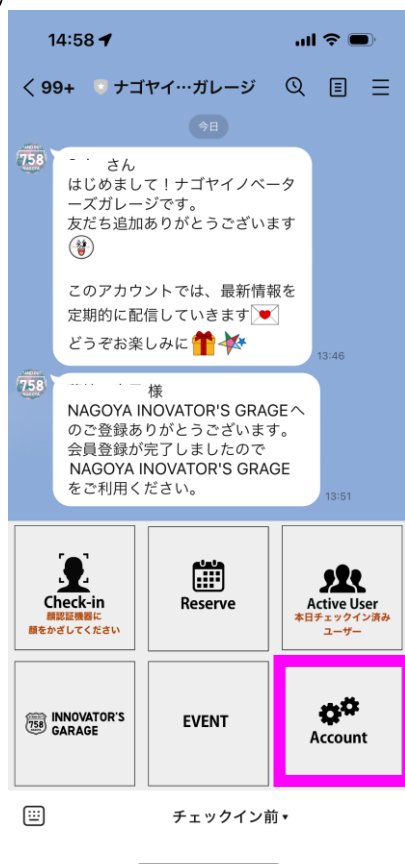 14:58
99+ ナゴヤイ…ガレージ
今日
758
さん
はじめまして！ナゴヤイノベータ
ーズガレージです。
友だち追加ありがとうございます
このアカウントでは、最新情報を
定期的に配信していきます
どうぞお楽しみに
13:46
758
様
NAGOYA INOVATOR'S GRAGEへ
のご登録ありがとうございます。
会員登録が完了しましたので
NAGOYA INOVATOR'S GRAGE
をご利用ください。
13:51
Check-in
顔認証機器に
顔をかざしてください
Reserve
Active User
本日チェックイン済み
ユーザー
758
INNOVATOR'S
GARAGE
EVENT
Account
チェックイン前▾